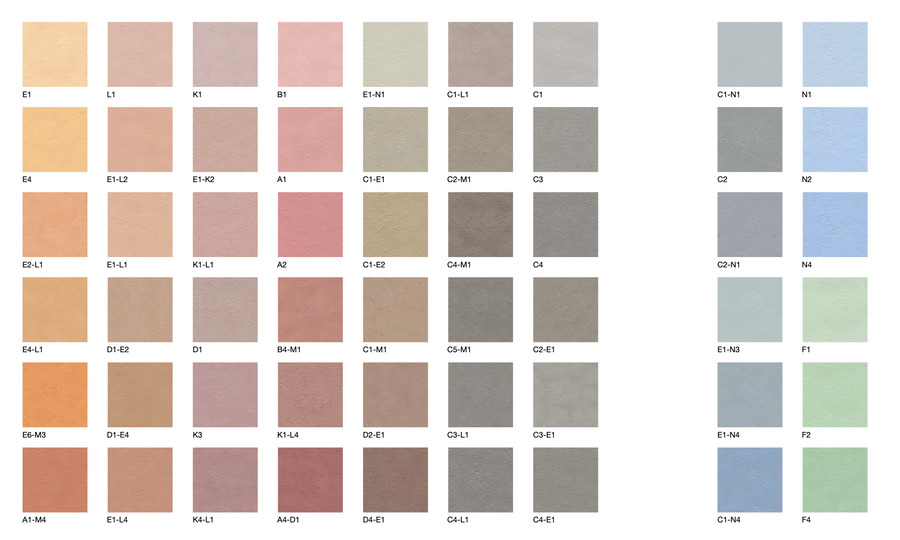 E1 L1 K1 B1 E1-N1 C1-L1 C1 C1-N1 N1
E4 E1-L2 E1-K2 A1 C1-E1 C2-M1 C3 C2 N2
E2-L1 E1-L1 K1-L1 A2 C1-E2 C4-M1 C4 C2-N1 N4
E4-L1 D1-E2 D1 B4-M1 C1-M1 C5-M1 C2-E1 E1-N3 F1
E6-M3 D1-E4 K3 K1-L4 D2-E1 C3-L1 C3-E1 E1-N4 F2
A1-M4 E1-L4 K4-L1 A4-D1 D4-E1 C4-L1 C4-E1 C1-N4 F4